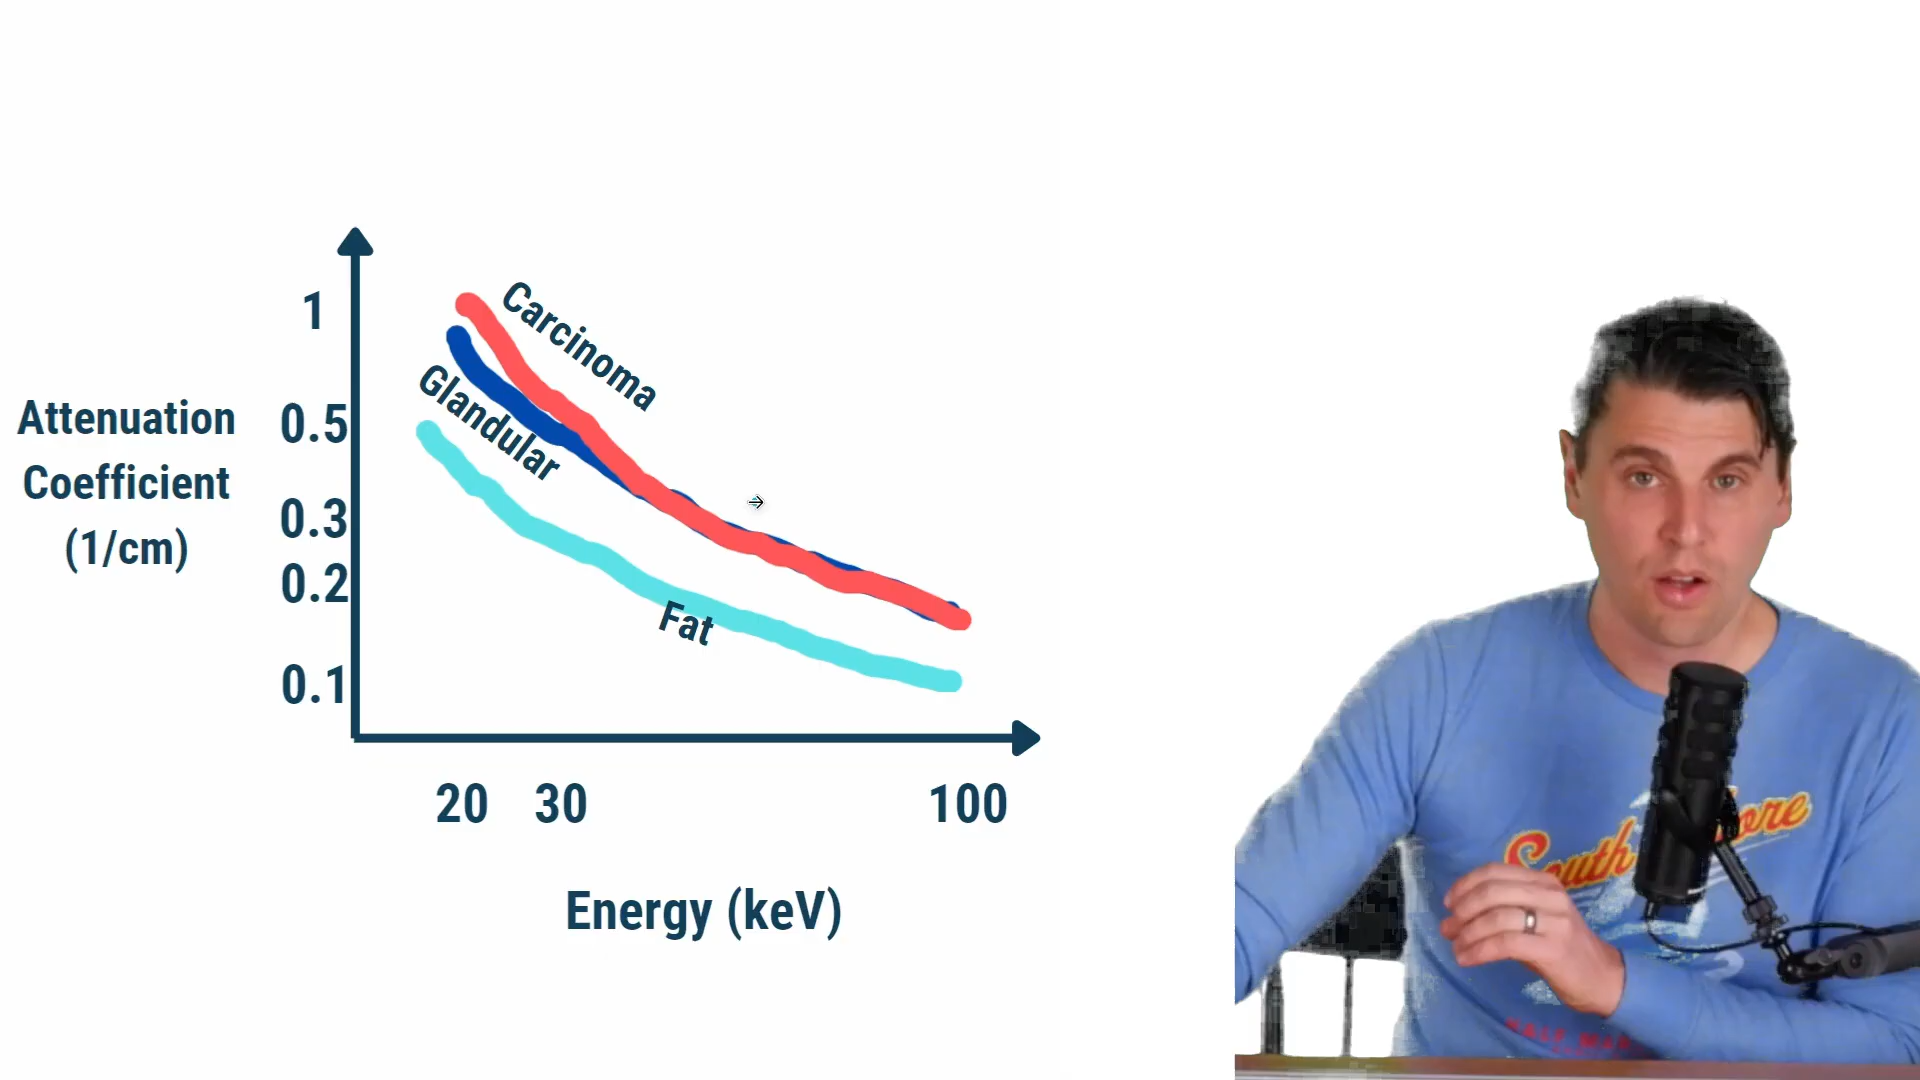 Attenuation
Coefficient
(1/cm)
1
0.5
0.3
0.2
0.1
Carcinoma
Glandular
Fat
20 30 100
Energy (keV)
South